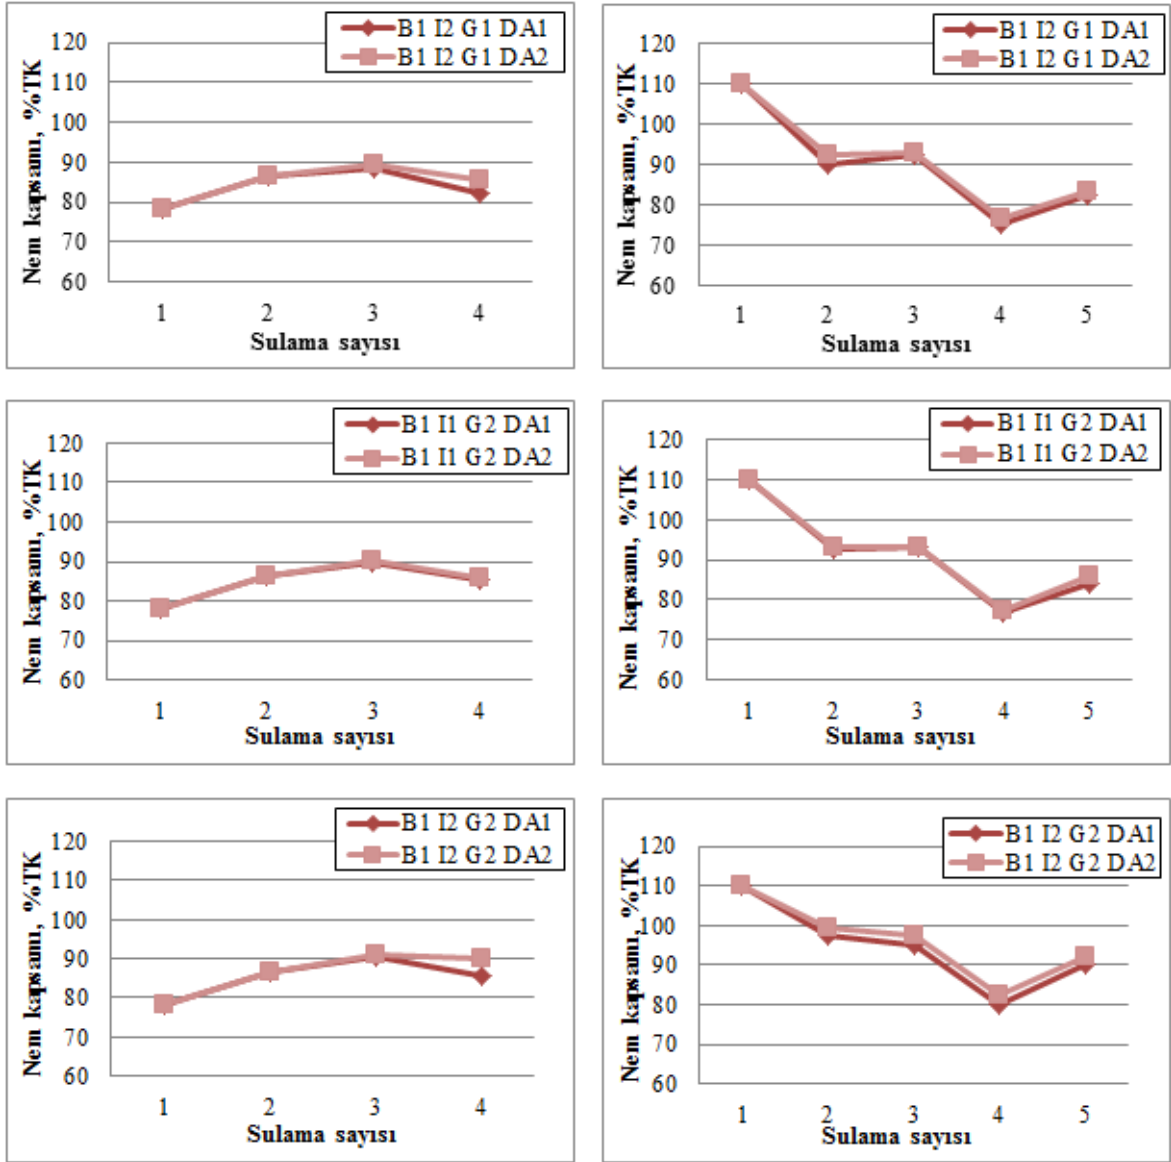 B1 I2 G1 DA1
B1 I2 G1 DA2
Nem kapsamı, %TK
120
110
100
90
80
70
60
1 2 3 4
Sulama sayısı
B1 I2 G1 DA1
B1 I2 G1 DA2
Nem kapsamı, %TK
120
110
100
90
80
70
60
1 2 3 4 5
Sulama sayısı
B1 I1 G2 DA1
B1 I1 G2 DA2
Nem kapsamı, %TK
120
110
100
90
80
70
60
1 2 3 4
Sulama sayısı
B1 I1 G2 DA1
B1 I1 G2 DA2
Nem kapsamı, %TK
120
110
100
90
80
70
60
1 2 3 4 5
Sulama sayısı
B1 I2 G2 DA1
B1 I2 G2 DA2
Nem kapsamı, %TK
120
110
100
90
80
70
60
1 2 3 4
Sulama sayısı
B1 I2 G2 DA1
B1 I2 G2 DA2
Nem kapsamı, %TK
120
110
100
90
80
70
60
1 2 3 4 5
Sulama sayısı